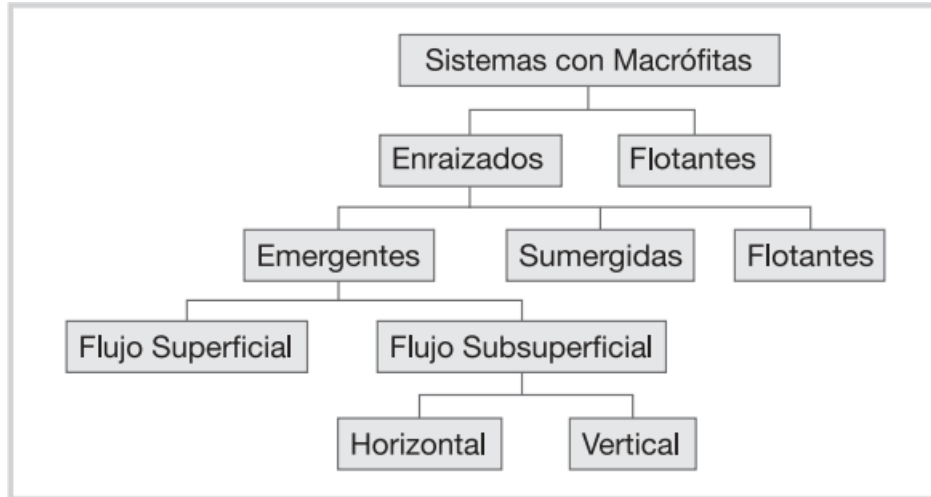 Sistemas con Macrófitas
Enraizados
Flotantes
Emergentes
Sumergidas
Flotantes
Flujo Superficial
Flujo Subsuperficial
Horizontal
Vertical